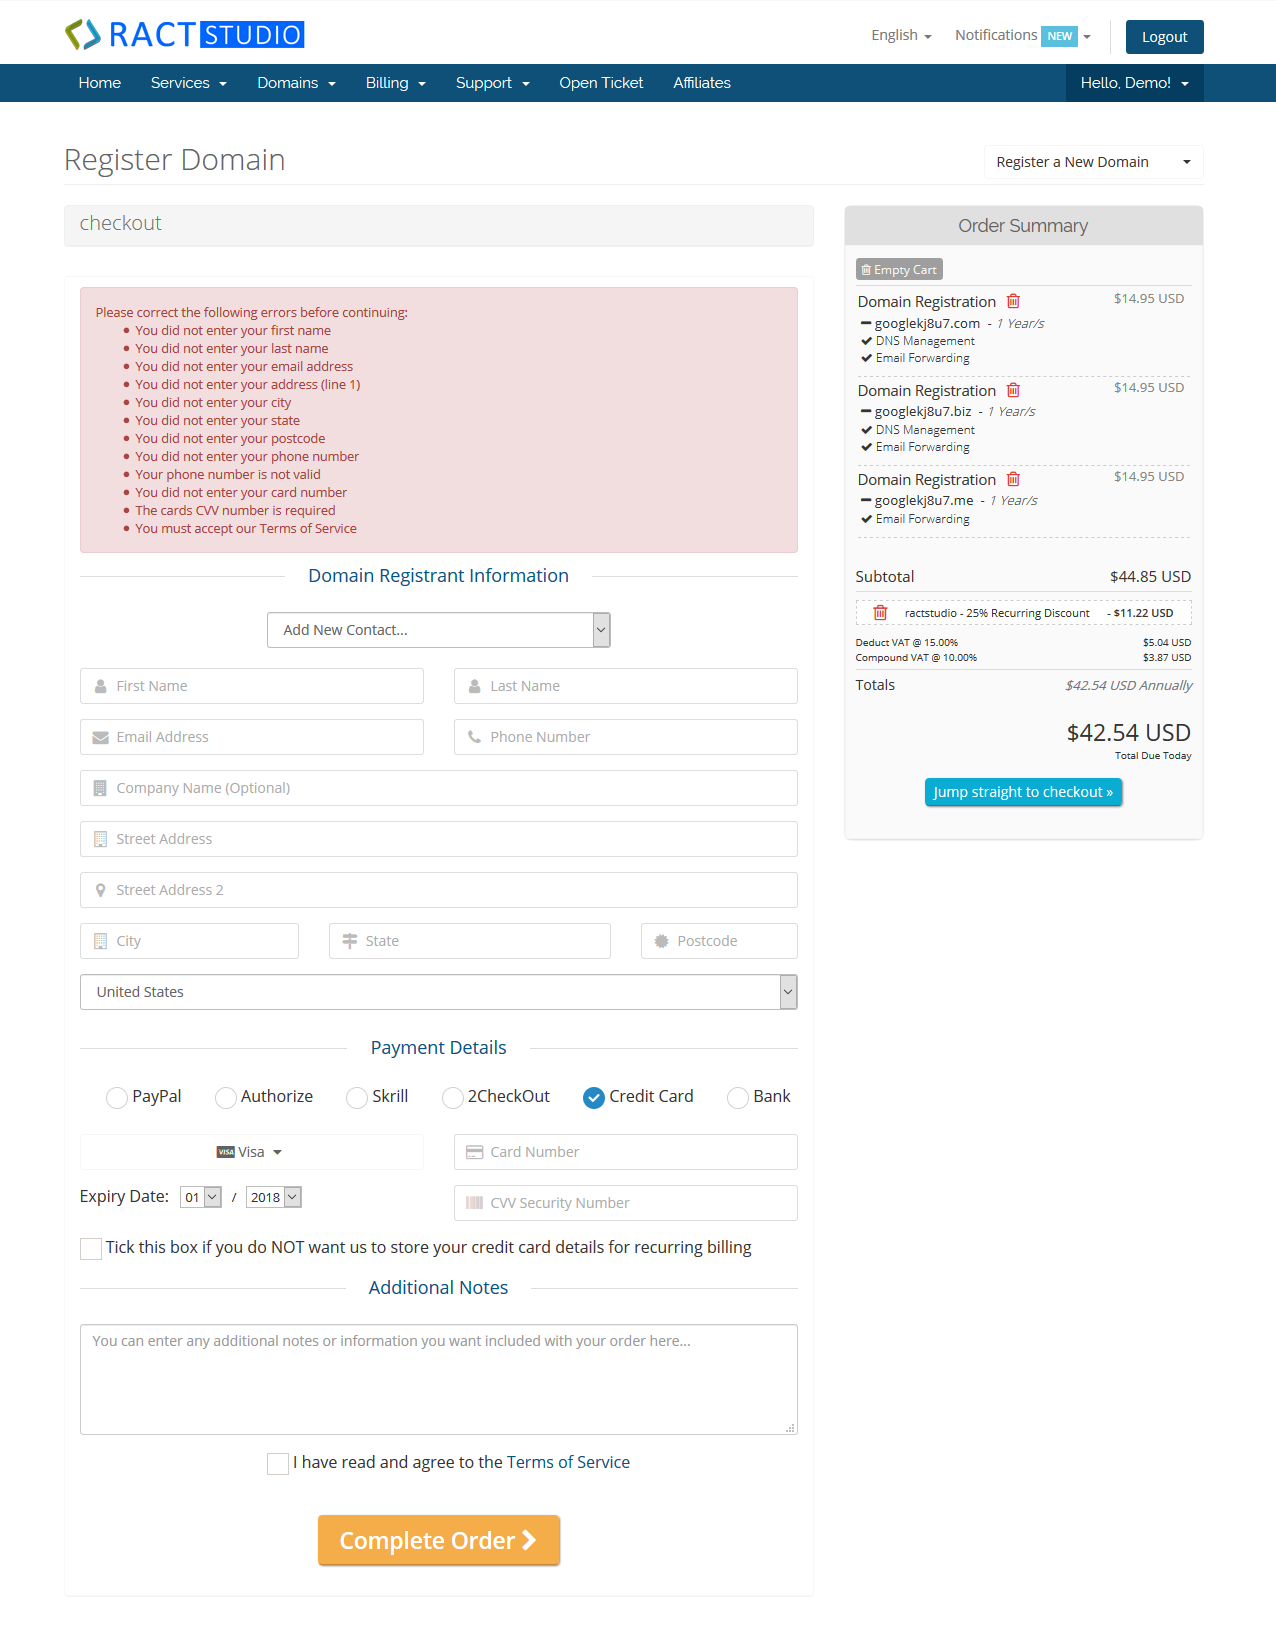 RACT STUDIO
English
Notifications NEW
Logout
Home Services Domains Billing Support Open Ticket Affiliates
Hello, Demo!
Register Domain
Register a New Domain
checkout
Please correct the following errors before continuing:
You did not enter your first name
You did not enter your last name
You did not enter your email address
You did not enter your address (line 1)
You did not enter your city
You did not enter your state
You did not enter your postcode
You did not enter your phone number
Your phone number is not valid
You did not enter your card number
The cards CVV number is required
You must accept our Terms of Service
Domain Registrant Information
Add New Contact...
First Name
Last Name
Email Address
Phone Number
Company Name (Optional)
Street Address
Street Address 2
City
State
Postcode
United States
Payment Details
PayPal Authorize Skrill 2CheckOut Credit Card Bank
VISA Visa
Card Number
Expiry Date: 01 / 2018
CVV Security Number
Tick this box if you do NOT want us to store your credit card details for recurring billing
Additional Notes
You can enter any additional notes or information you want included with your order here...
I have read and agree to the Terms of Service
Complete Order
Order Summary
Empty Cart
Domain Registration $14.95 USD
googlekj8u7.com - 1 Year/s
DNS Management
Email Forwarding
Domain Registration $14.95 USD
googlekj8u7.biz - 1 Year/s
DNS Management
Email Forwarding
Domain Registration $14.95 USD
googlekj8u7.me - 1 Year/s
Email Forwarding
Subtotal $44.85 USD
ractstudio - 25% Recurring Discount - $11.22 USD
Deduct VAT @ 15.00% $5.04 USD
Compound VAT @ 10.00% $3.87 USD
Totals $42.54 USD Annually
$42.54 USD
Total Due Today
Jump straight to checkout »